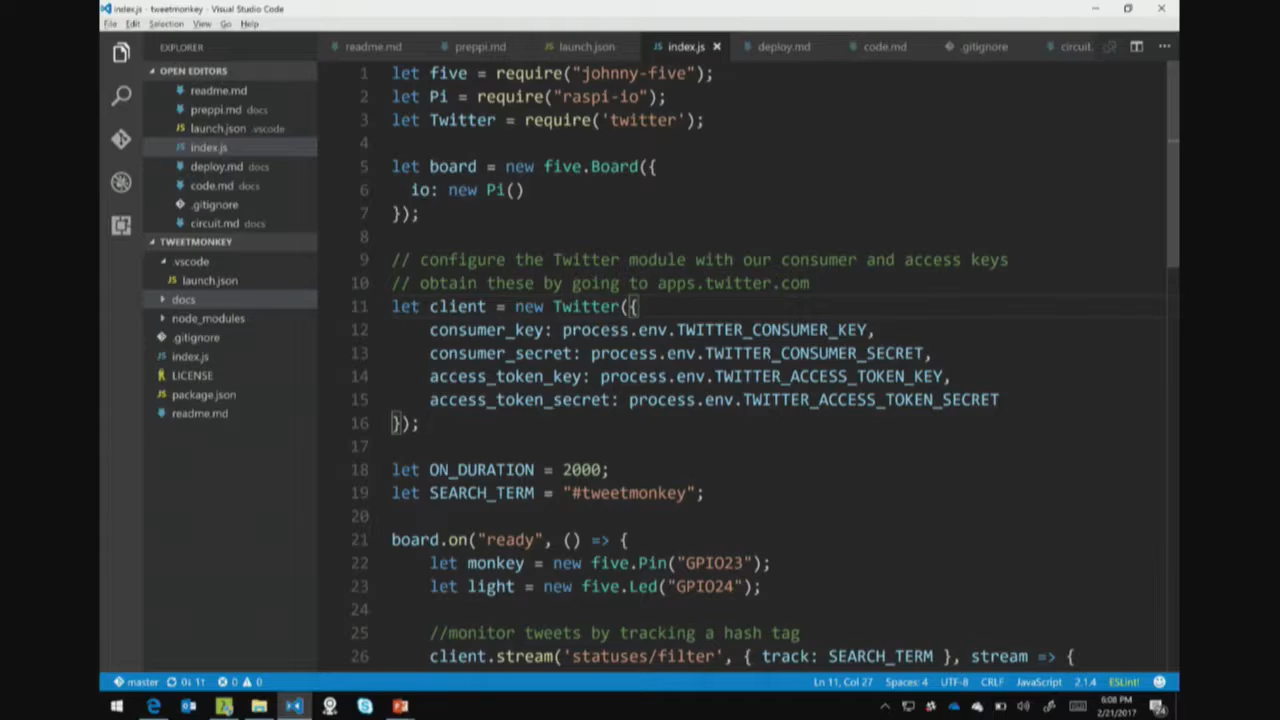 index.js - tweetmonkey - Visual Studio Code
File Edit Selection View Go Help
EXPLORER
readme.md preppi.md launch.json index.js deploy.md code.md .gitignore circuit.
OPEN EDITORS
readme.md
preppi.md docs
launch.json .vscode
index.js
deploy.md docs
code.md docs
.gitignore
circuit.md docs
TWEETMONKEY
.vscode
launch.json
docs
node_modules
.gitignore
index.js
LICENSE
package.json
readme.md
1 let five = require("johnny-five");
2 let Pi = require("raspi-io");
3 let Twitter = require('twitter');
4
5 let board = new five.Board({
6 io: new Pi()
7 });
8
9 // configure the Twitter module with our consumer and access keys
10 // obtain these by going to apps.twitter.com
11 let client = new Twitter({
12 consumer_key: process.env.TWITTER_CONSUMER_KEY,
13 consumer_secret: process.env.TWITTER_CONSUMER_SECRET,
14 access_token_key: process.env.TWITTER_ACCESS_TOKEN_KEY,
15 access_token_secret: process.env.TWITTER_ACCESS_TOKEN_SECRET
16 });
17
18 let ON_DURATION = 2000;
19 let SEARCH_TERM = "#tweetmonkey";
20
21 board.on("ready", () => {
22 let monkey = new five.Pin("GPIO23");
23 let light = new five.Led("GPIO24");
24
25 //monitor tweets by tracking a hash tag
26 client.stream('statuses/filter', { track: SEARCH_TERM }, stream => {
master 0↓ 1↑ 0 0 Ln 11, Col 27 Spaces: 4 UTF-8 CRLF JavaScript 2.1.4 ESLint!
6:08 PM
2/21/2017